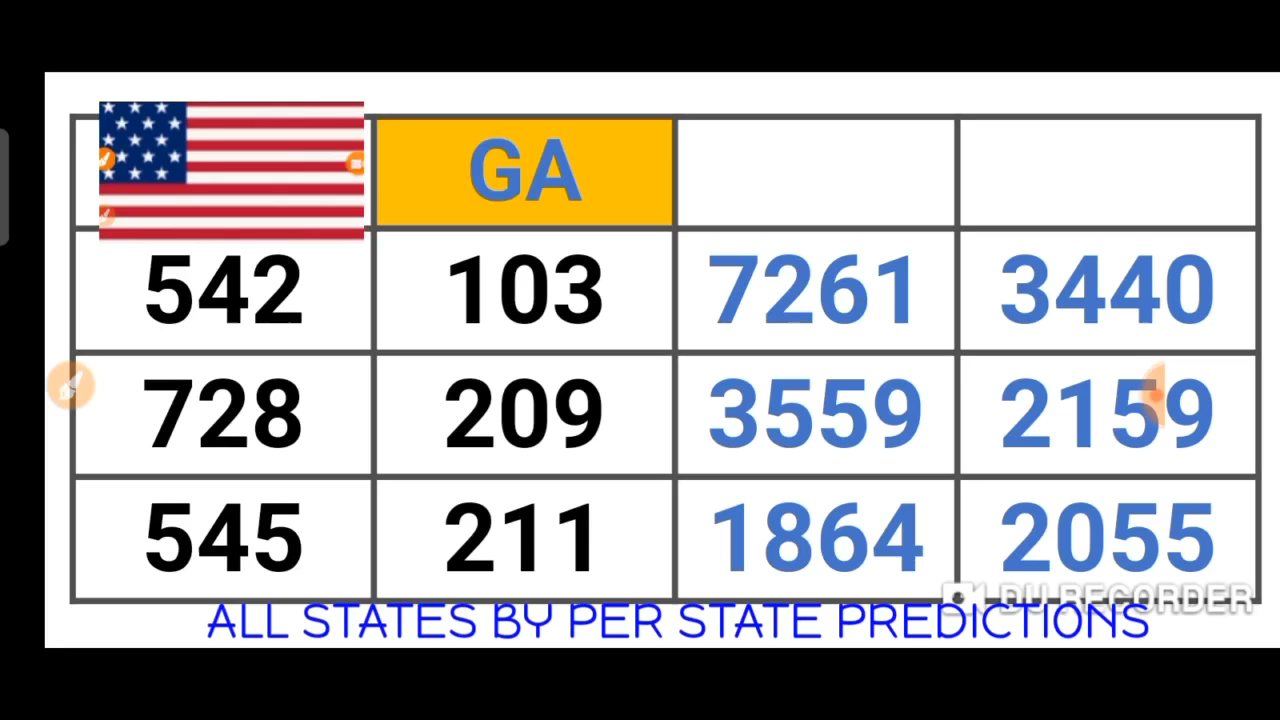 GA
542 103 7261 3440
728 209 3559 2159
545 211 1864 2055
DU RECORDER
ALL STATES BY PER STATE PREDICTIONS